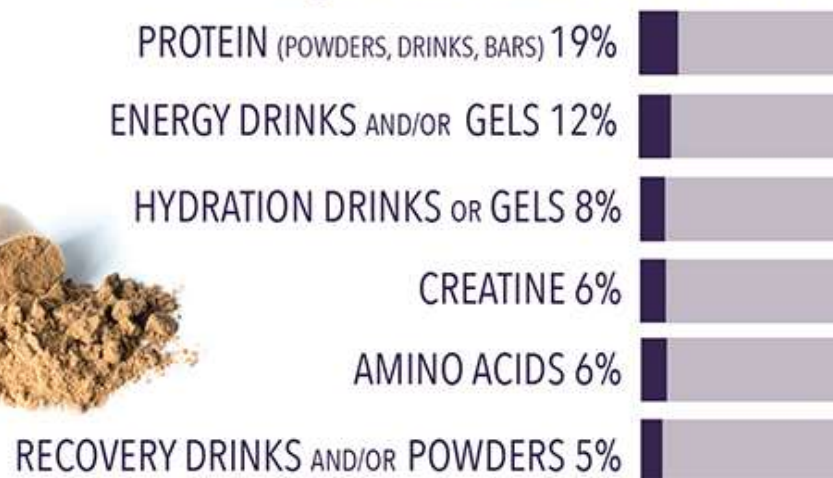 PROTEIN (POWDERS, DRINKS, BARS) 19%
ENERGY DRINKS AND/OR GELS 12%
HYDRATION DRINKS OR GELS 8%
CREATINE 6%
AMINO ACIDS 6%
RECOVERY DRINKS AND/OR POWDERS 5%